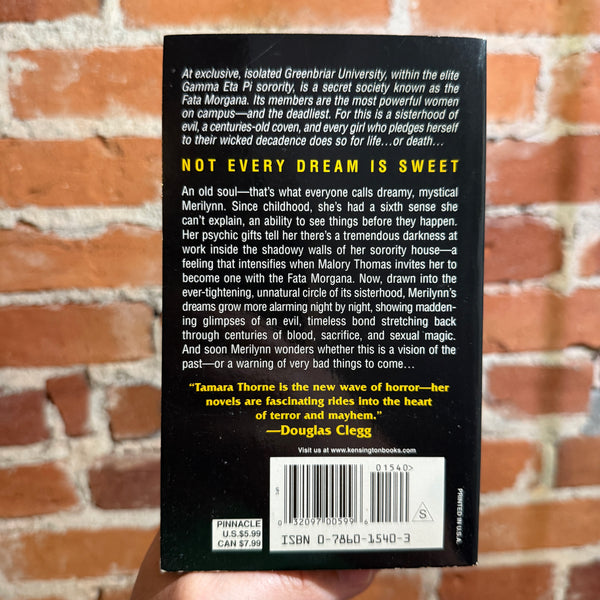 At exclusive, isolated Greenbriar University, within the elite
Gamma Eta Pi sorority, is a secret society known as the
Fata Morgana. Its members are the most powerful women
on campus—and the deadliest. For this is a sisterhood of
evil, a centuries-old coven, and every girl who pledges herself
to their wicked decadence does so for life...or death...
NOT EVERY DREAM IS SWEET
An old soul—that's what everyone calls dreamy, mystical
Merilynn. Since childhood, she's had a sixth sense she
can't explain, an ability to see things before they happen.
Her psychic gifts tell her there's a tremendous darkness at
work inside the shadowy walls of her sorority house—a
feeling that intensifies when Malory Thomas invites her to
become one with the Fata Morgana. Now, drawn into the
ever-tightening, unnatural circle of its sisterhood, Merilynn's
dreams grow more alarming night by night, showing madden-
ing glimpses of an evil, timeless bond stretching back
through centuries of blood, sacrifice, and sexual magic.
And soon Merilynn wonders whether this is a vision of the
past—or a warning of very bad things to come...
"Tamara Thorne is the new wave of horror—her
novels are fascinating rides into the heart
of terror and mayhem."
—Douglas Clegg
Visit us at www.kensingtonbooks.com
01540>
UPC
S
0 32097 00599 6
PINNACLE
U.S.$5.99
CAN $7.99
ISBN 0-7860-1540-3
PRINTED IN U.S.A.